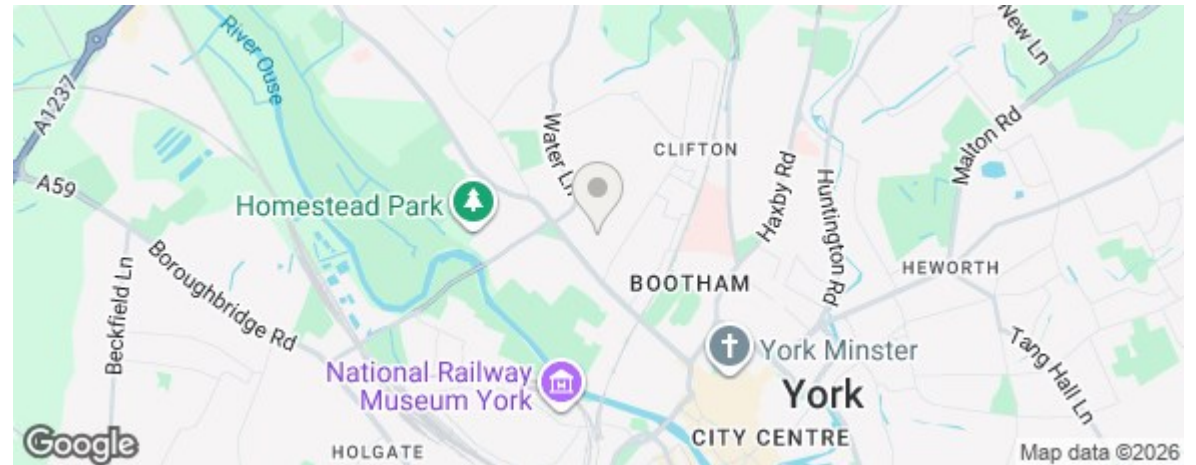 River Ouse
New Ln
A1237
Malton Rd
Water Ln
CLIFTON
Haxby Rd
Huntington Rd
A59
Homestead Park
Boroughbridge Rd
Beckfield Ln
BOOTHAM
HEWORTH
York Minster
Tang Hall Ln
National Railway
Museum York
York
CITY CENTRE
HOLGATE
Google
Map data ©2026